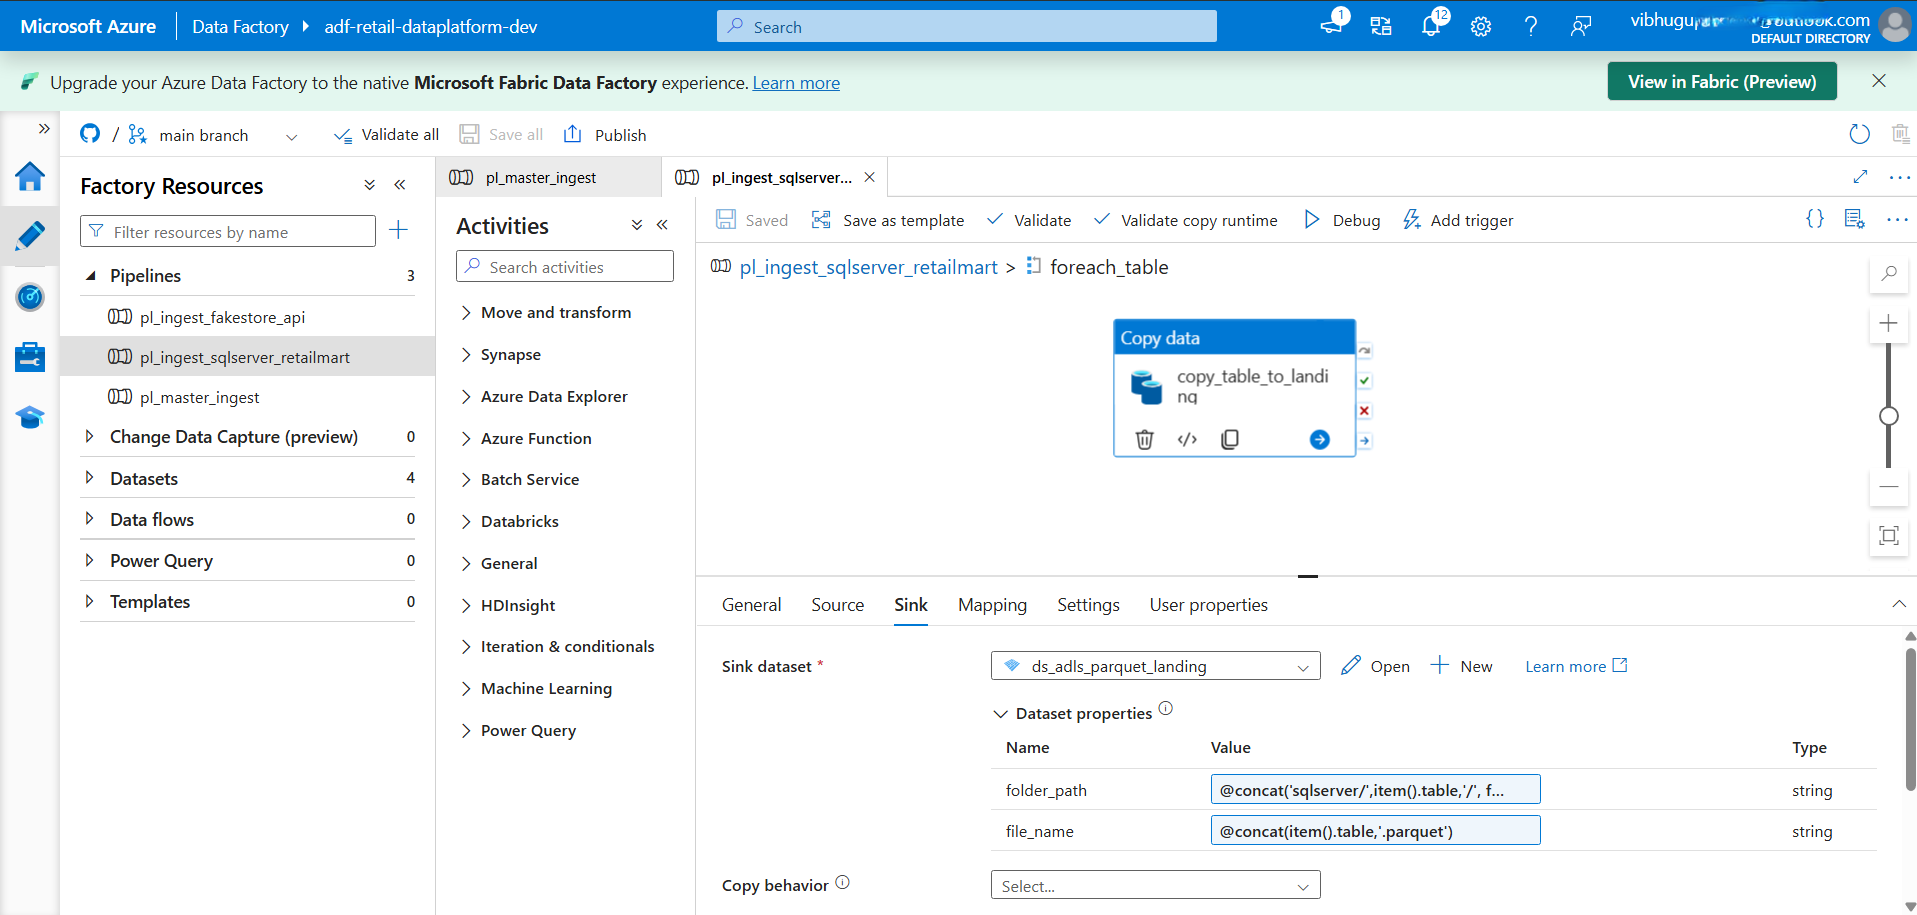 Microsoft Azure
Data Factory
adf-retail-dataplatform-dev
Search
1
12
DEFAULT DIRECTORY
Upgrade your Azure Data Factory to the native Microsoft Fabric Data Factory experience. Learn more
View in Fabric (Preview)
/ main branch
Validate all
Save all
Publish
Factory Resources
Filter resources by name
Pipelines 3
pl_ingest_fakestore_api
pl_ingest_sqlserver_retailmart
pl_master_ingest
Change Data Capture (preview) 0
Datasets 4
Data flows 0
Power Query 0
Templates 0
pl_master_ingest
pl_ingest_sqlserver...
Activities
Search activities
Move and transform
Synapse
Azure Data Explorer
Azure Function
Batch Service
Databricks
General
HDInsight
Iteration & conditionals
Machine Learning
Power Query
Saved
Save as template
Validate
Validate copy runtime
Debug
Add trigger
pl_ingest_sqlserver_retailmart > foreach_table
Copy data
copy_table_to_landi
ng
General
Source
Sink
Mapping
Settings
User properties
Sink dataset *
ds_adls_parquet_landing
Open
New
Learn more
Dataset properties
Name Value Type
folder_path @concat('sqlserver/',item().table,'/', f... string
file_name @concat(item().table,'.parquet') string
Copy behavior
Select...